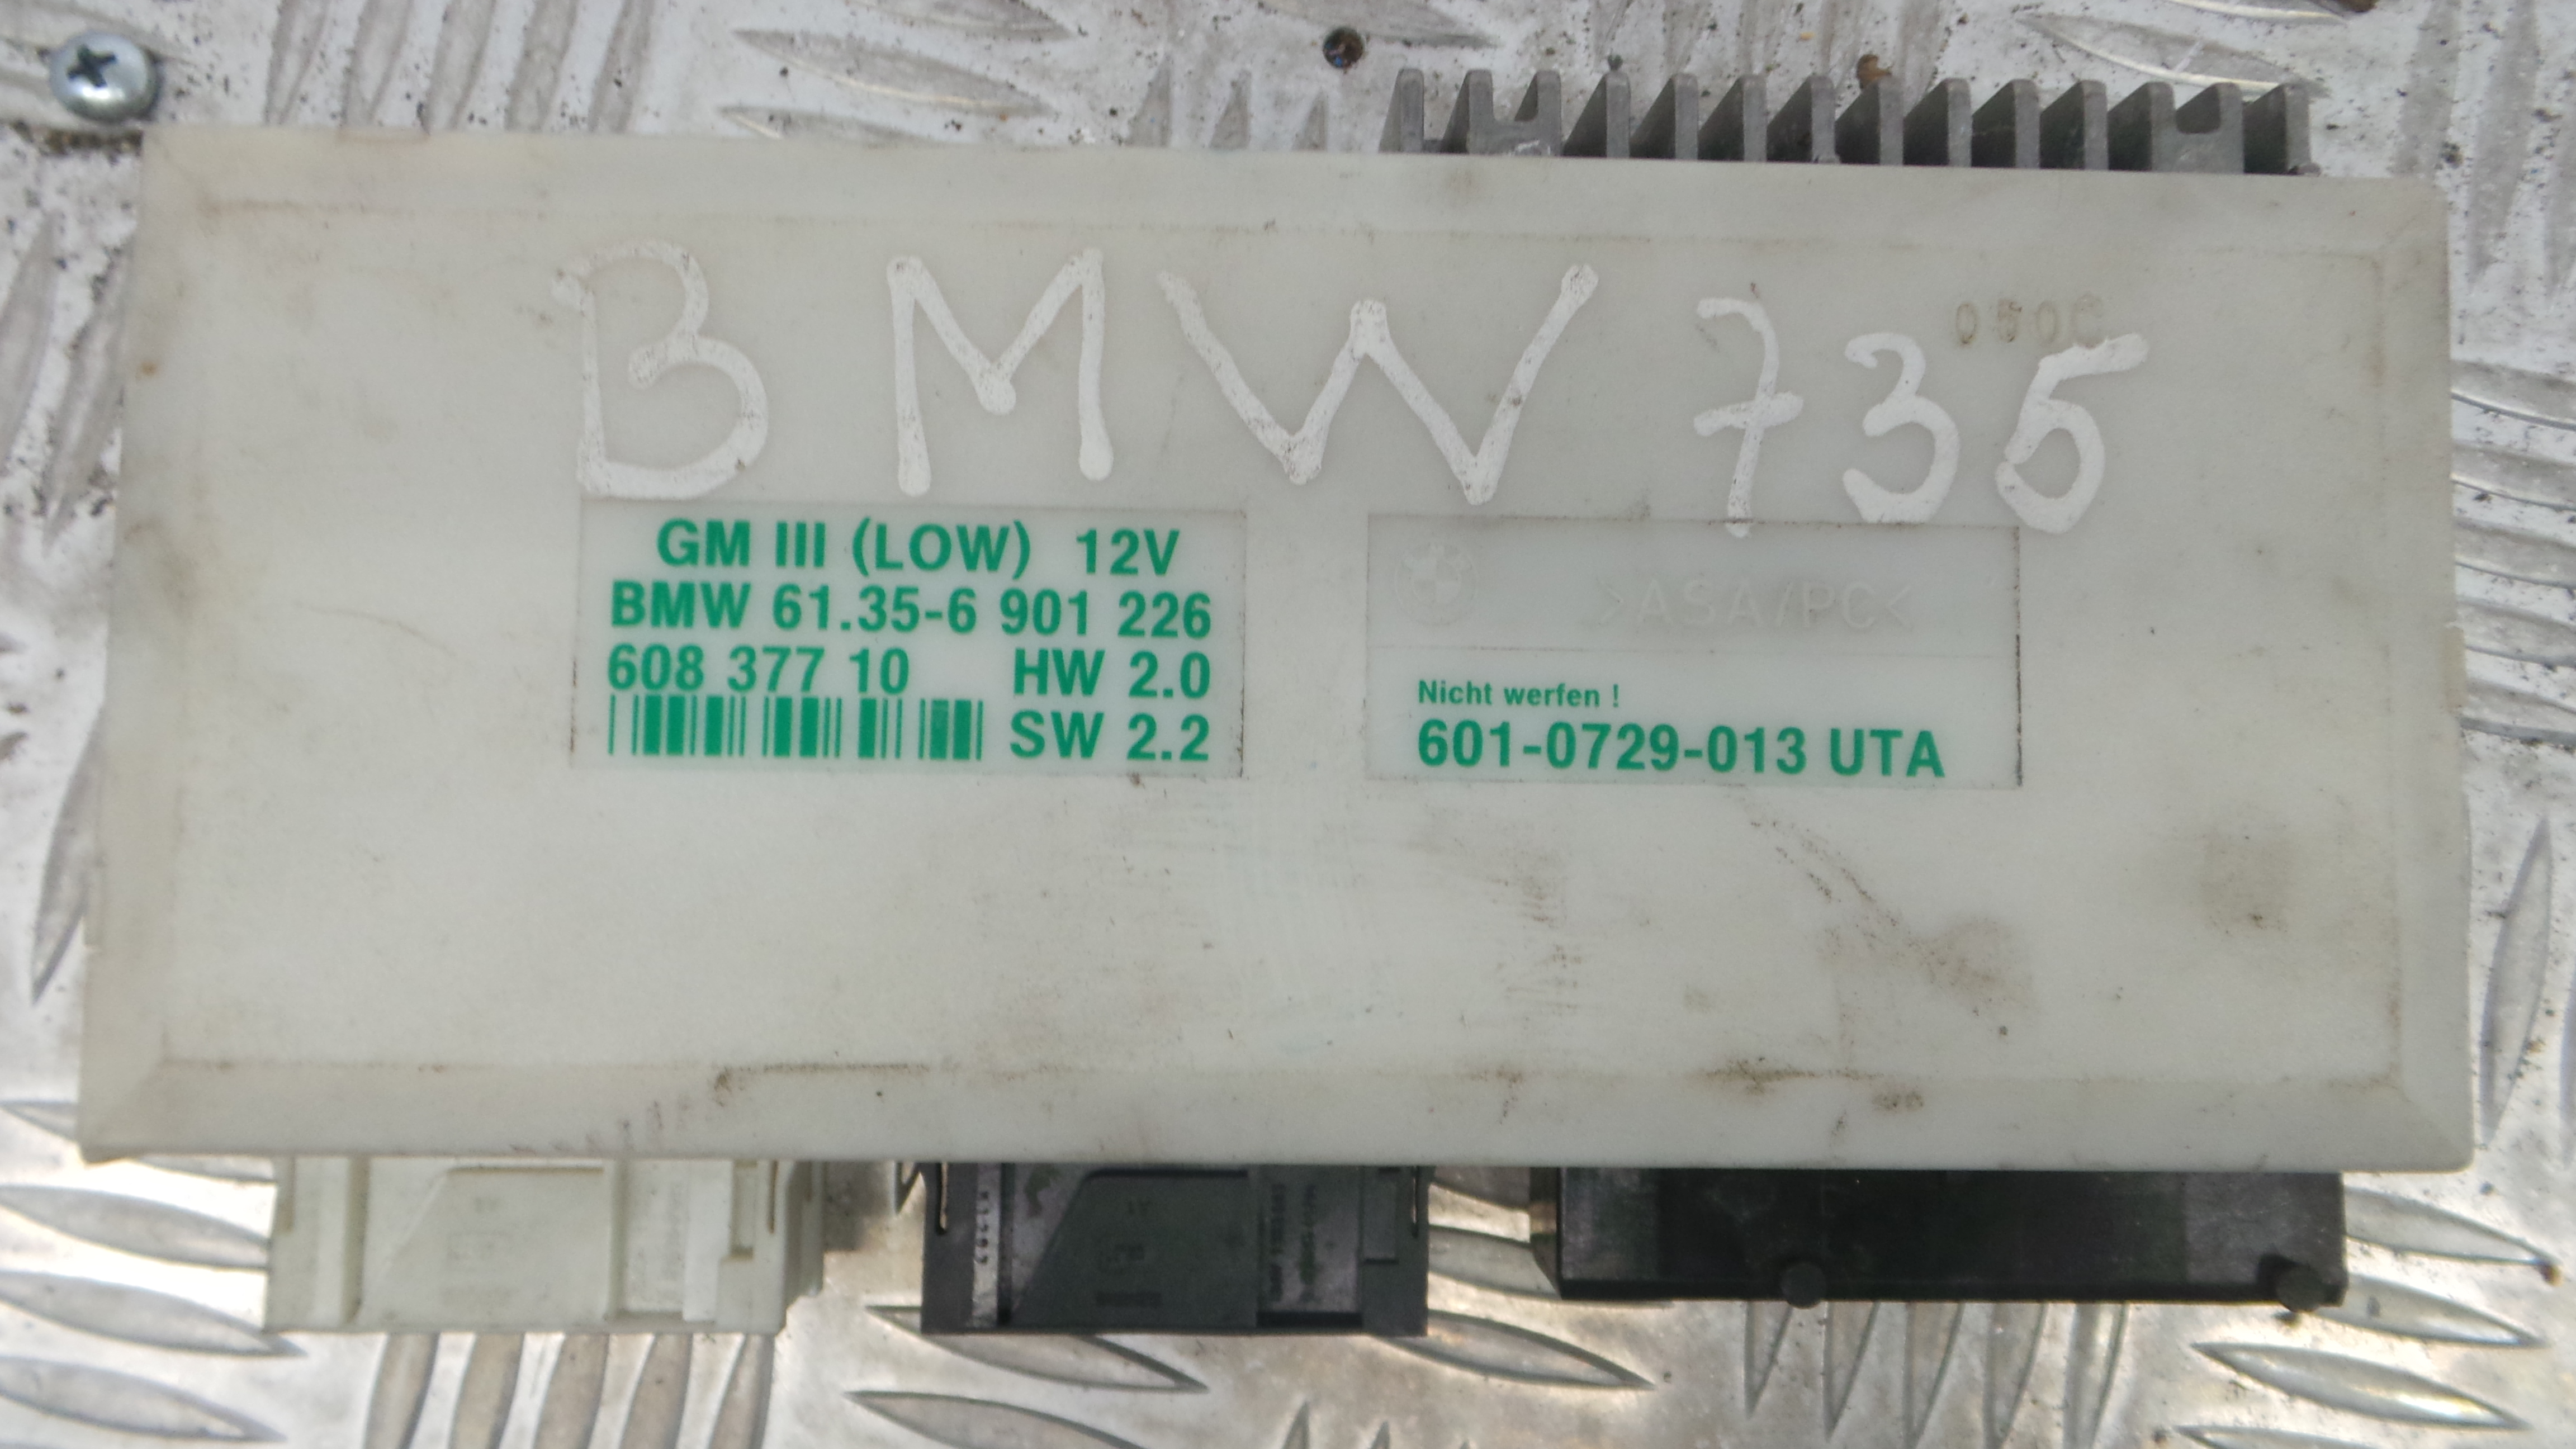 BMW 735
GM III (LOW) 12V
BMW 61.35-6 901 226
608 377 10 HW 2.0
SW 2.2
>ASA/PC<
Nicht werfen !
601-0729-013 UTA